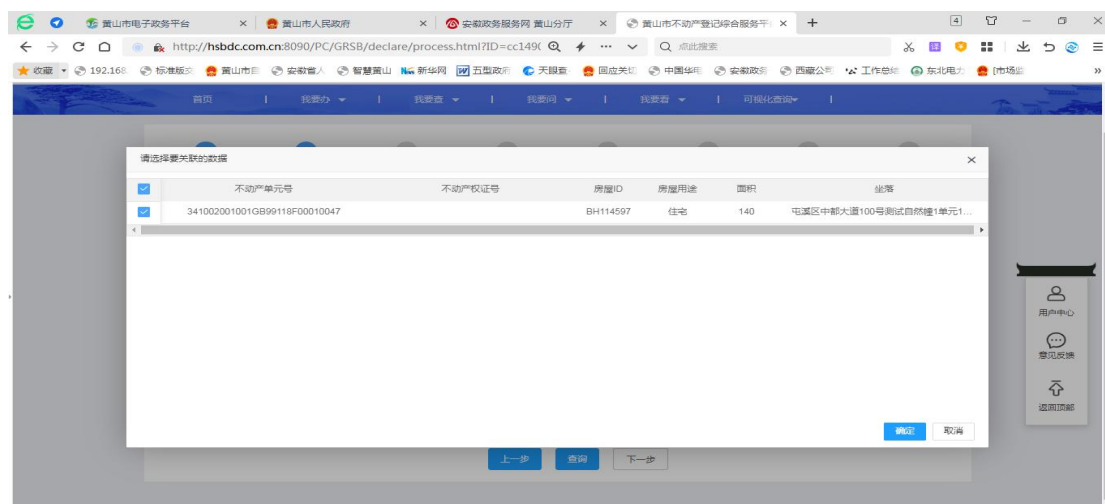 黄山市电子政务平台 × 黄山市人民政府 × 安徽政务服务网 黄山分厅 × 黄山市不动产登记综合服务平 × + 4
http://hsbdc.com.cn:8090/PC/GRSB/declare/process.html?ID=cc149( 点此搜索
收藏 192.168 标准版交 黄山市自 安徽省人 智慧黄山 新华网 五型政府 天眼查 回应关切 中国华电 安徽政务 西藏公司 工作总结 东北电力 [市场监 »
首页 | 我要办 | 我要查 | 我要问 | 我要看 | 可视化查询 |
请选择要关联的数据 ×
不动产单元号 不动产权证号 房屋ID 房屋用途 面积 坐落
341002001001GB99118F00010047 BH114597 住宅 140 屯溪区中都大道100号测试自然幢1单元1...
用户中心
意见反馈
返回顶部
确定 取消
上一步 查询 下一步